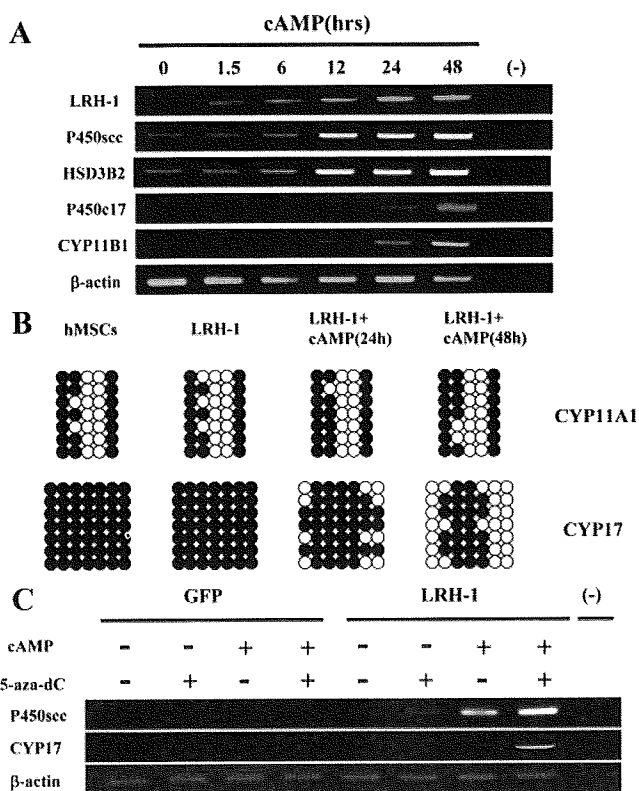 A
cAMP(hrs)
0 1.5 6 12 24 48 (-)
LRH-1
P450scc
HSD3B2
P450c17
CYP11B1
β-actin
B
hMSCs LRH-1 LRH-1+ cAMP(24h) LRH-1+ cAMP(48h)
CYP11A1
CYP17
C
GFP LRH-1 (-)
cAMP - - + + - - + +
5-aza-dC - + - + - + - +
P450scc
CYP17
β-actin